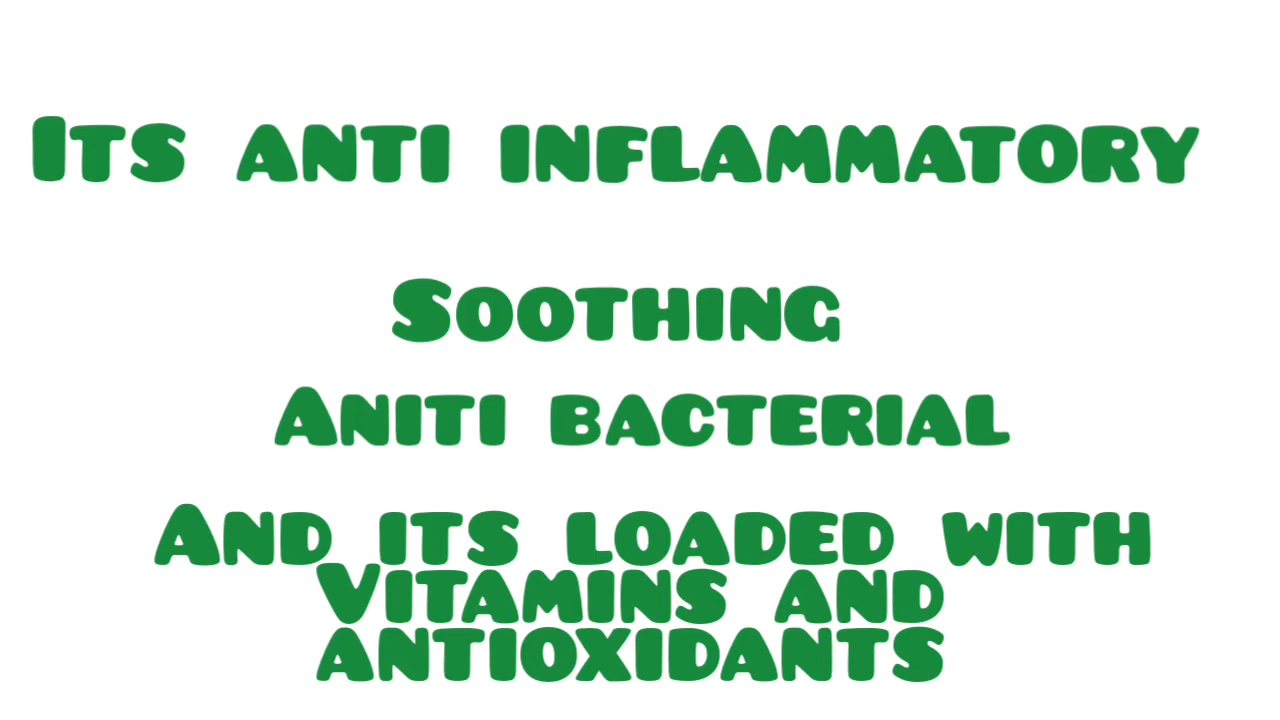 Its anti inflammatory
Soothing
Aniti bacterial
And its loaded with
Vitamins and
antioxidants